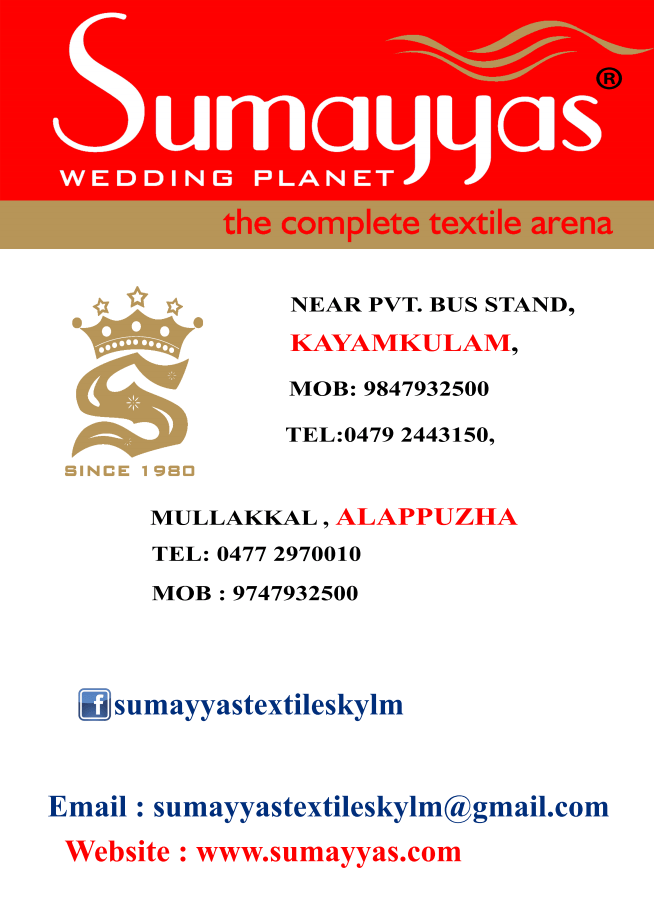 Sumayyas®
WEDDING PLANET
the complete textile arena
NEAR PVT. BUS STAND,
KAYAMKULAM,
MOB: 9847932500
TEL:0479 2443150,
S
SINCE 1980
MULLAKKAL , ALAPPUZHA
TEL: 0477 2970010
MOB : 9747932500
f sumayyastextileskylm
Email : sumayyastextileskylm@gmail.com
Website : www.sumayyas.com